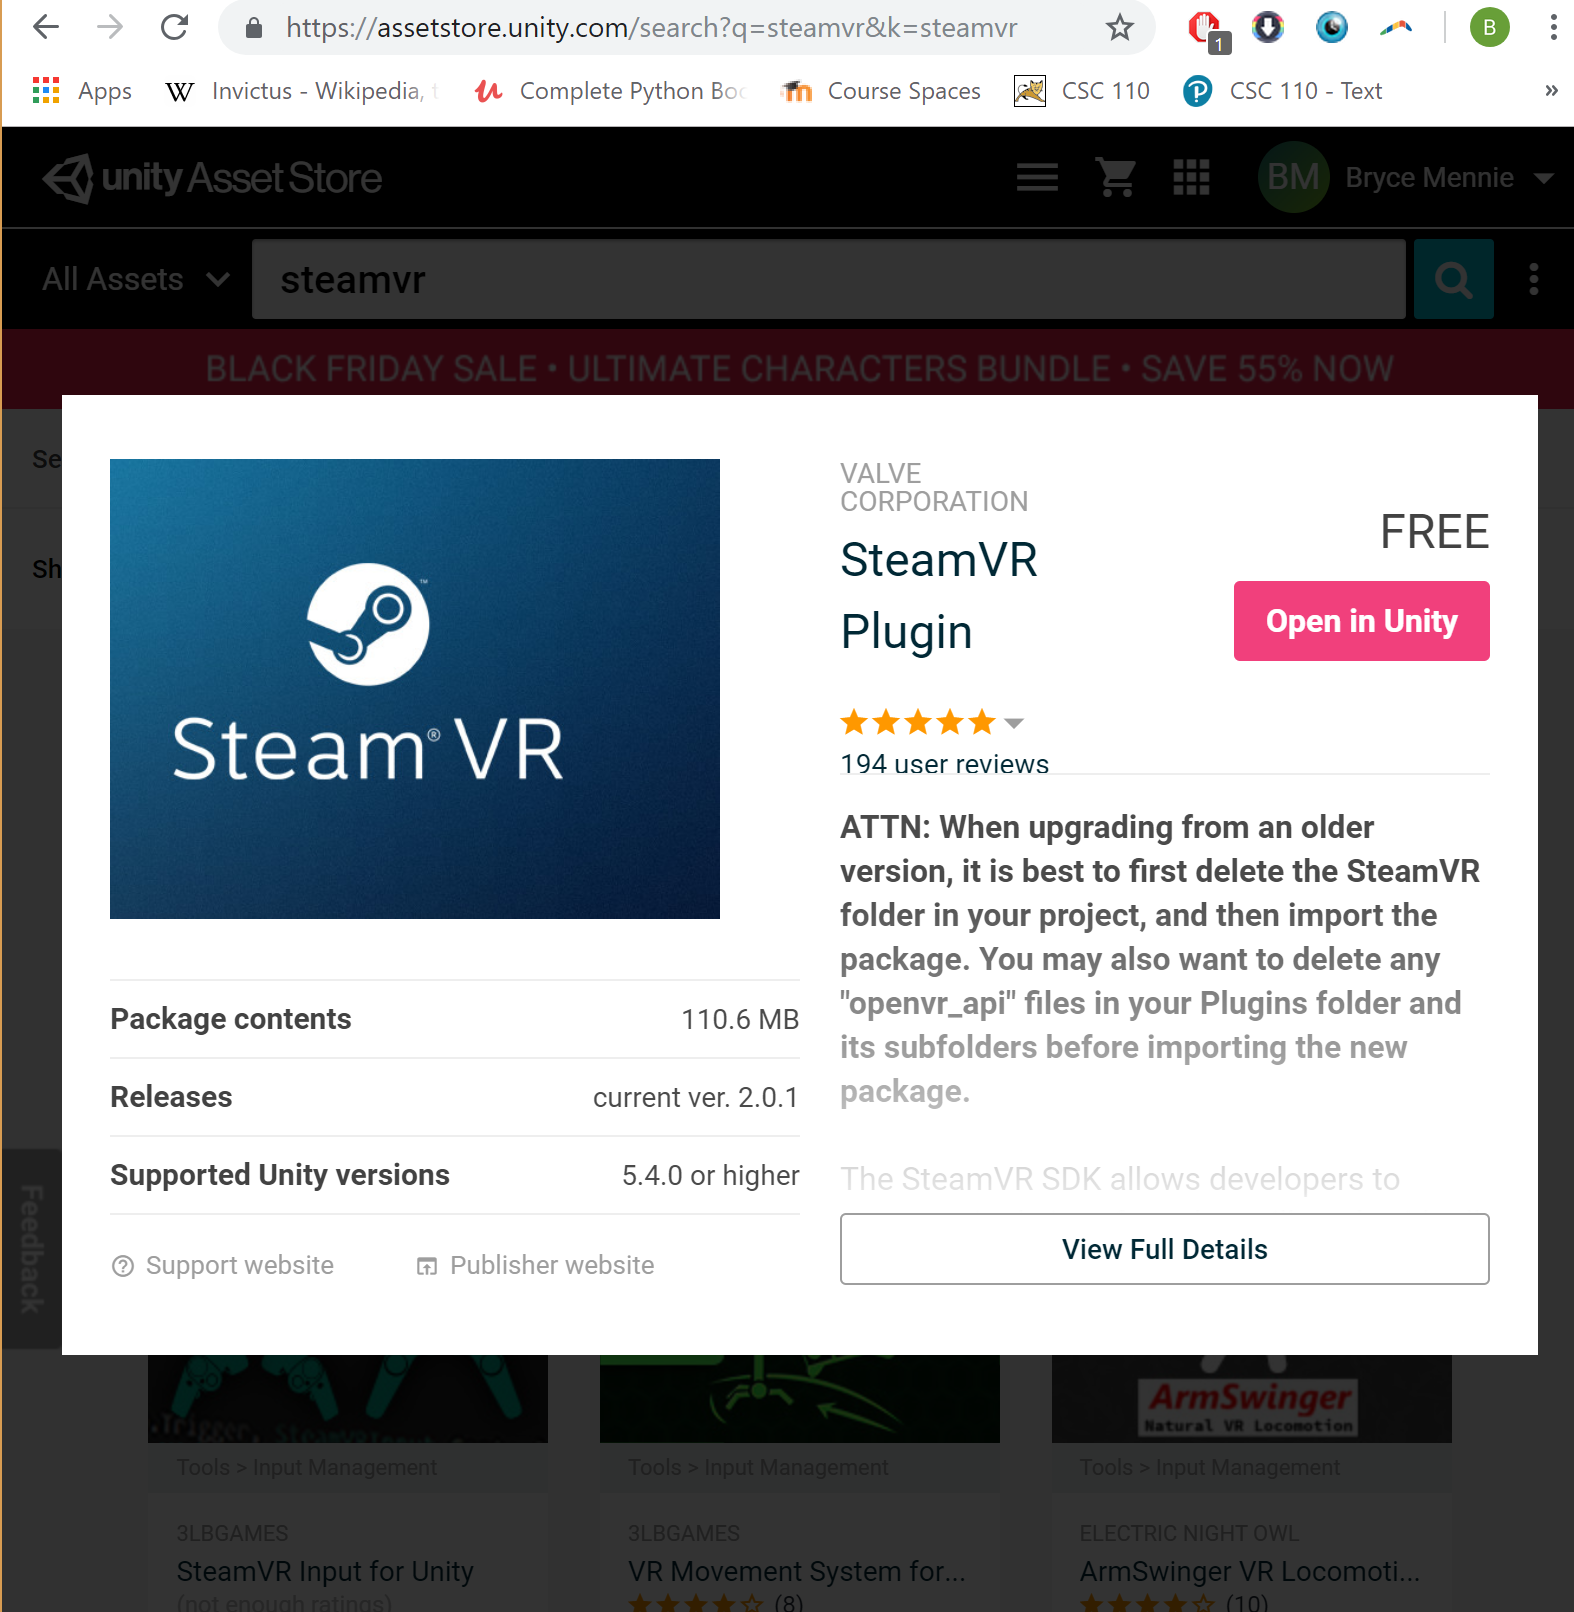 https://assetstore.unity.com/search?q=steamvr&k=steamvr
1
B
Apps
Invictus - Wikipedia, t
Complete Python Boo
Course Spaces
CSC 110
CSC 110 - Text
»
unity Asset Store
BM
Bryce Mennie
All Assets
steamvr
BLACK FRIDAY SALE • ULTIMATE CHARACTERS BUNDLE • SAVE 55% NOW
Se
Sh
Steam® VR
™
VALVE
CORPORATION
SteamVR
Plugin
FREE
Open in Unity
194 user reviews
ATTN: When upgrading from an older
version, it is best to first delete the SteamVR
folder in your project, and then import the
package. You may also want to delete any
"openvr_api" files in your Plugins folder and
its subfolders before importing the new
package.
The SteamVR SDK allows developers to
View Full Details
Package contents 110.6 MB
Releases current ver. 2.0.1
Supported Unity versions 5.4.0 or higher
Support website
Publisher website
Feedback
.Trigger, SteamVR
ArmSwinger
Natural VR Locomotion
Tools > Input Management
Tools > Input Management
Tools > Input Management
3LBGAMES
SteamVR Input for Unity
(not enough ratings)
3LBGAMES
VR Movement System for...
(8)
ELECTRIC NIGHT OWL
ArmSwinger VR Locomoti...
(10)